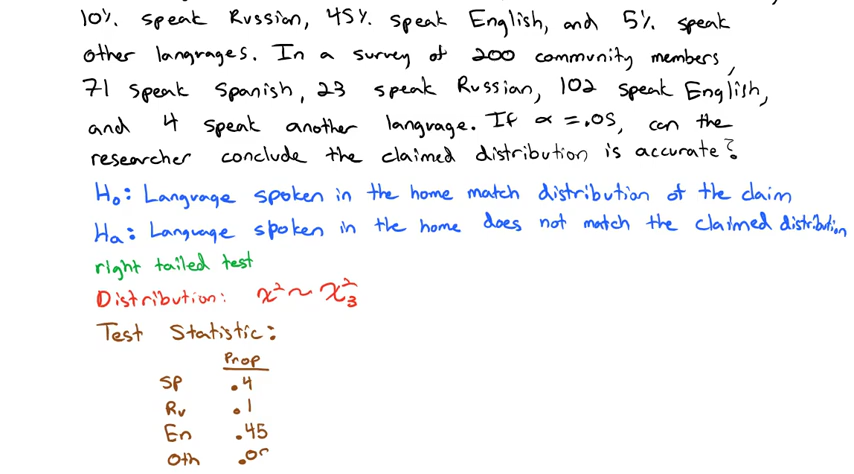 10% speak Russian, 45% speak English, and 5% speak
other languages. In a survey of 200 community members,
71 speak Spanish, 23 speak Russian, 102 speak English,
and 4 speak another language. If α = .05, can the
researcher conclude the claimed distribution is accurate?
H₀: Language spoken in the home match distribution of the claim
Hₐ: Language spoken in the home does not match the claimed distribution
right tailed test
Distribution: x² ~ x²₃
Test Statistic:
Prop
SP .4
Ru .1
En .45
Oth